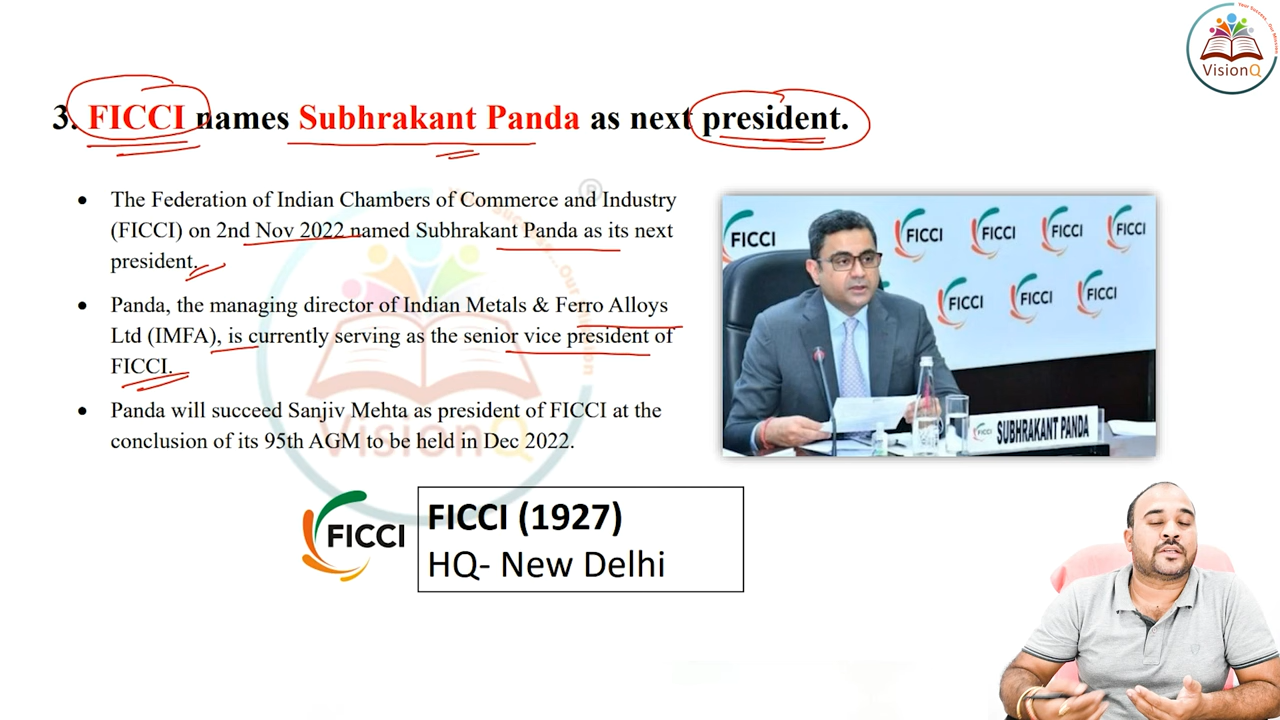 Your Success...Our Mission
VisionQ
3. FICCI names Subhrakant Panda as next president.
The Federation of Indian Chambers of Commerce and Industry
(FICCI) on 2nd Nov 2022 named Subhrakant Panda as its next
president.
Panda, the managing director of Indian Metals & Ferro Alloys
Ltd (IMFA), is currently serving as the senior vice president of
FICCI.
Panda will succeed Sanjiv Mehta as president of FICCI at the
conclusion of its 95th AGM to be held in Dec 2022.
FICCI
FICCI
FICCI
FICCI
FICCI
FICCI
FICCI
FICCI
FICCI SUBHRAKANT PANDA
FICCI
FICCI (1927)
HQ- New Delhi